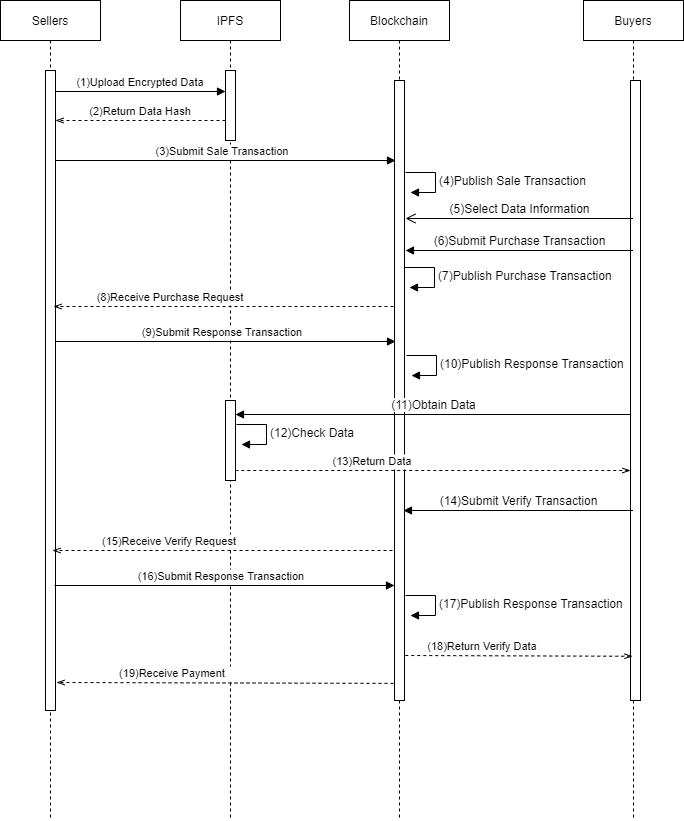 Sellers
IPFS
Blockchain
Buyers
(1)Upload Encrypted Data
(2)Return Data Hash
(3)Submit Sale Transaction
(4)Publish Sale Transaction
(5)Select Data Information
(6)Submit Purchase Transaction
(7)Publish Purchase Transaction
(8)Receive Purchase Request
(9)Submit Response Transaction
(10)Publish Response Transaction
(11)Obtain Data
(12)Check Data
(13)Return Data
(14)Submit Verify Transaction
(15)Receive Verify Request
(16)Submit Response Transaction
(17)Publish Response Transaction
(18)Return Verify Data
(19)Receive Payment